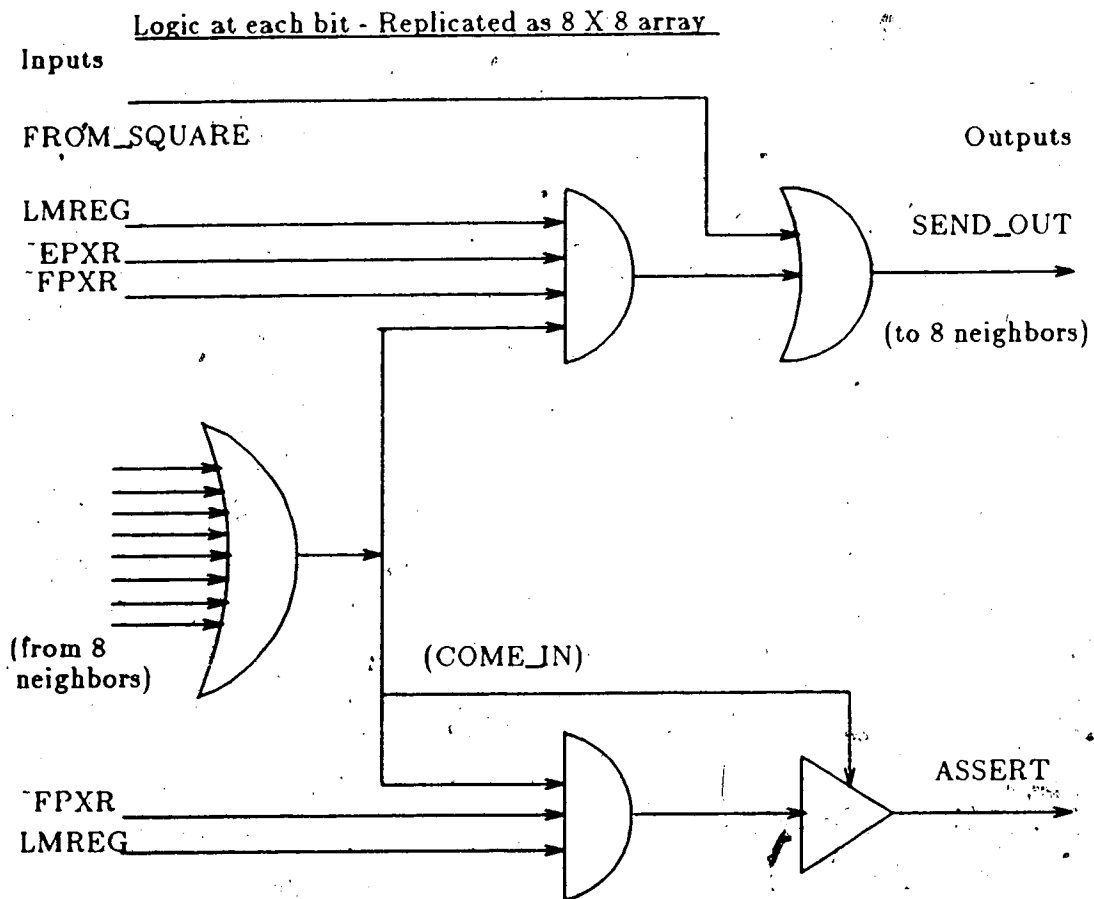 Logic at each bit - Replicated as 8 X 8 array
Inputs
FROM_SQUARE
Outputs
LMREG
~EPXR
~FPXR
SEND_OUT
(to 8 neighbors)
(from 8
neighbors)
(COME_IN)
ASSERT
~FPXR
LMREG